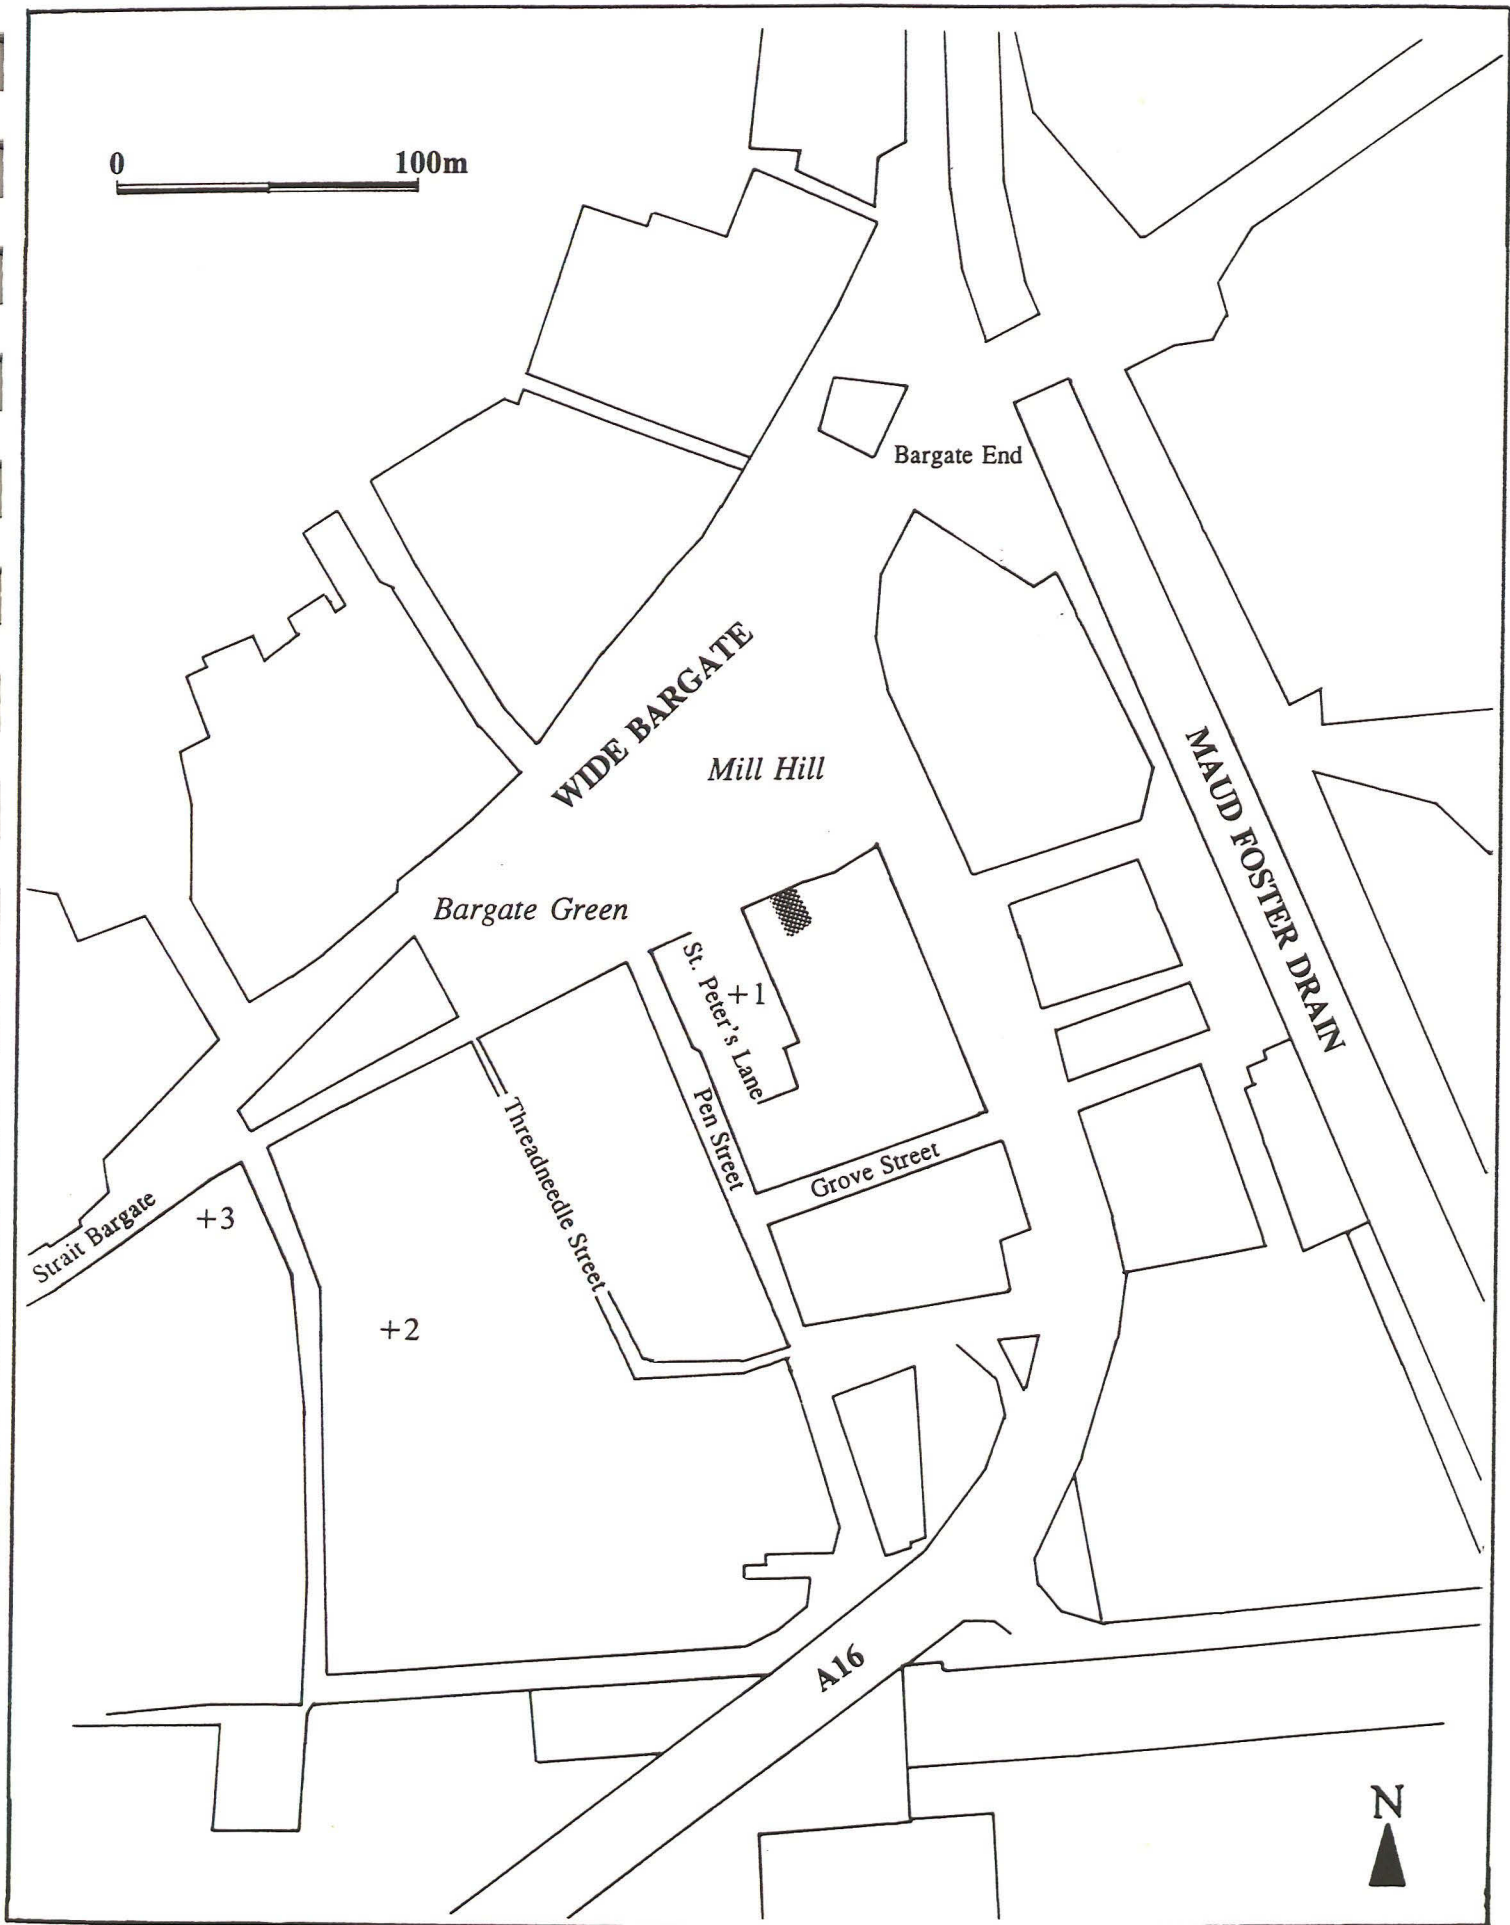 0 100m
Bargate End
WIDE BARGATE
Mill Hill
MAUD FOSTER DRAIN
Bargate Green
St. Peter's Lane
+1
Pen Street
Threadneedle Street
Grove Street
Strait Bargate
+3
+2
A16
N